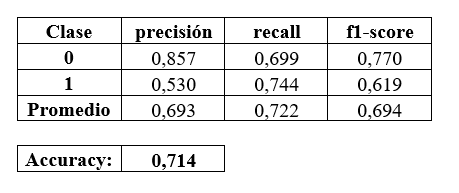 Clase precisión recall f1-score
0 0,857 0,699 0,770
1 0,530 0,744 0,619
Promedio 0,693 0,722 0,694
Accuracy: 0,714